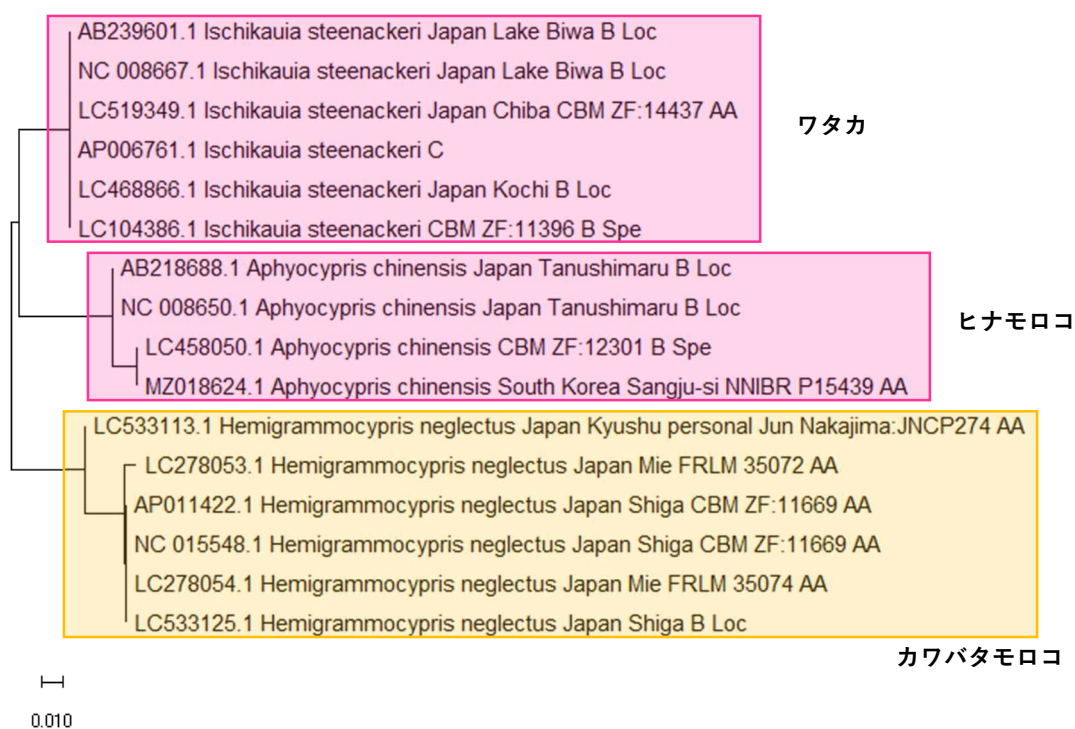 AB239601.1 Ischikauia steenackeri Japan Lake Biwa B Loc
NC 008667.1 Ischikauia steenackeri Japan Lake Biwa B Loc
LC519349.1 Ischikauia steenackeri Japan Chiba CBM ZF:14437 AA
ワタカ
AP006761.1 Ischikauia steenackeri C
LC468866.1 Ischikauia steenackeri Japan Kochi B Loc
LC104386.1 Ischikauia steenackeri CBM ZF:11396 B Spe
AB218688.1 Aphyocypris chinensis Japan Tanushimaru B Loc
NC 008650.1 Aphyocypris chinensis Japan Tanushimaru B Loc
ヒナモロコ
LC458050.1 Aphyocypris chinensis CBM ZF:12301 B Spe
MZ018624.1 Aphyocypris chinensis South Korea Sangju-si NNIBR P15439 AA
LC533113.1 Hemigrammocypris neglectus Japan Kyushu personal Jun Nakajima:JNCP274 AA
LC278053.1 Hemigrammocypris neglectus Japan Mie FRLM 35072 AA
AP011422.1 Hemigrammocypris neglectus Japan Shiga CBM ZF:11669 AA
NC 015548.1 Hemigrammocypris neglectus Japan Shiga CBM ZF:11669 AA
LC278054.1 Hemigrammocypris neglectus Japan Mie FRLM 35074 AA
LC533125.1 Hemigrammocypris neglectus Japan Shiga B Loc
カワバタモロコ
0.010